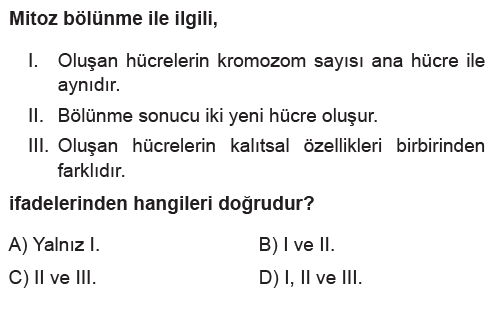 Mitoz bölünme ile ilgili,
I. Oluşan hücrelerin kromozom sayısı ana hücre ile
aynıdır.
II. Bölünme sonucu iki yeni hücre oluşur.
III. Oluşan hücrelerin kalıtsal özellikleri birbirinden
farklıdır.
ifadelerinden hangileri doğrudur?
A) Yalnız I. B) I ve II.
C) II ve III. D) I, II ve III.